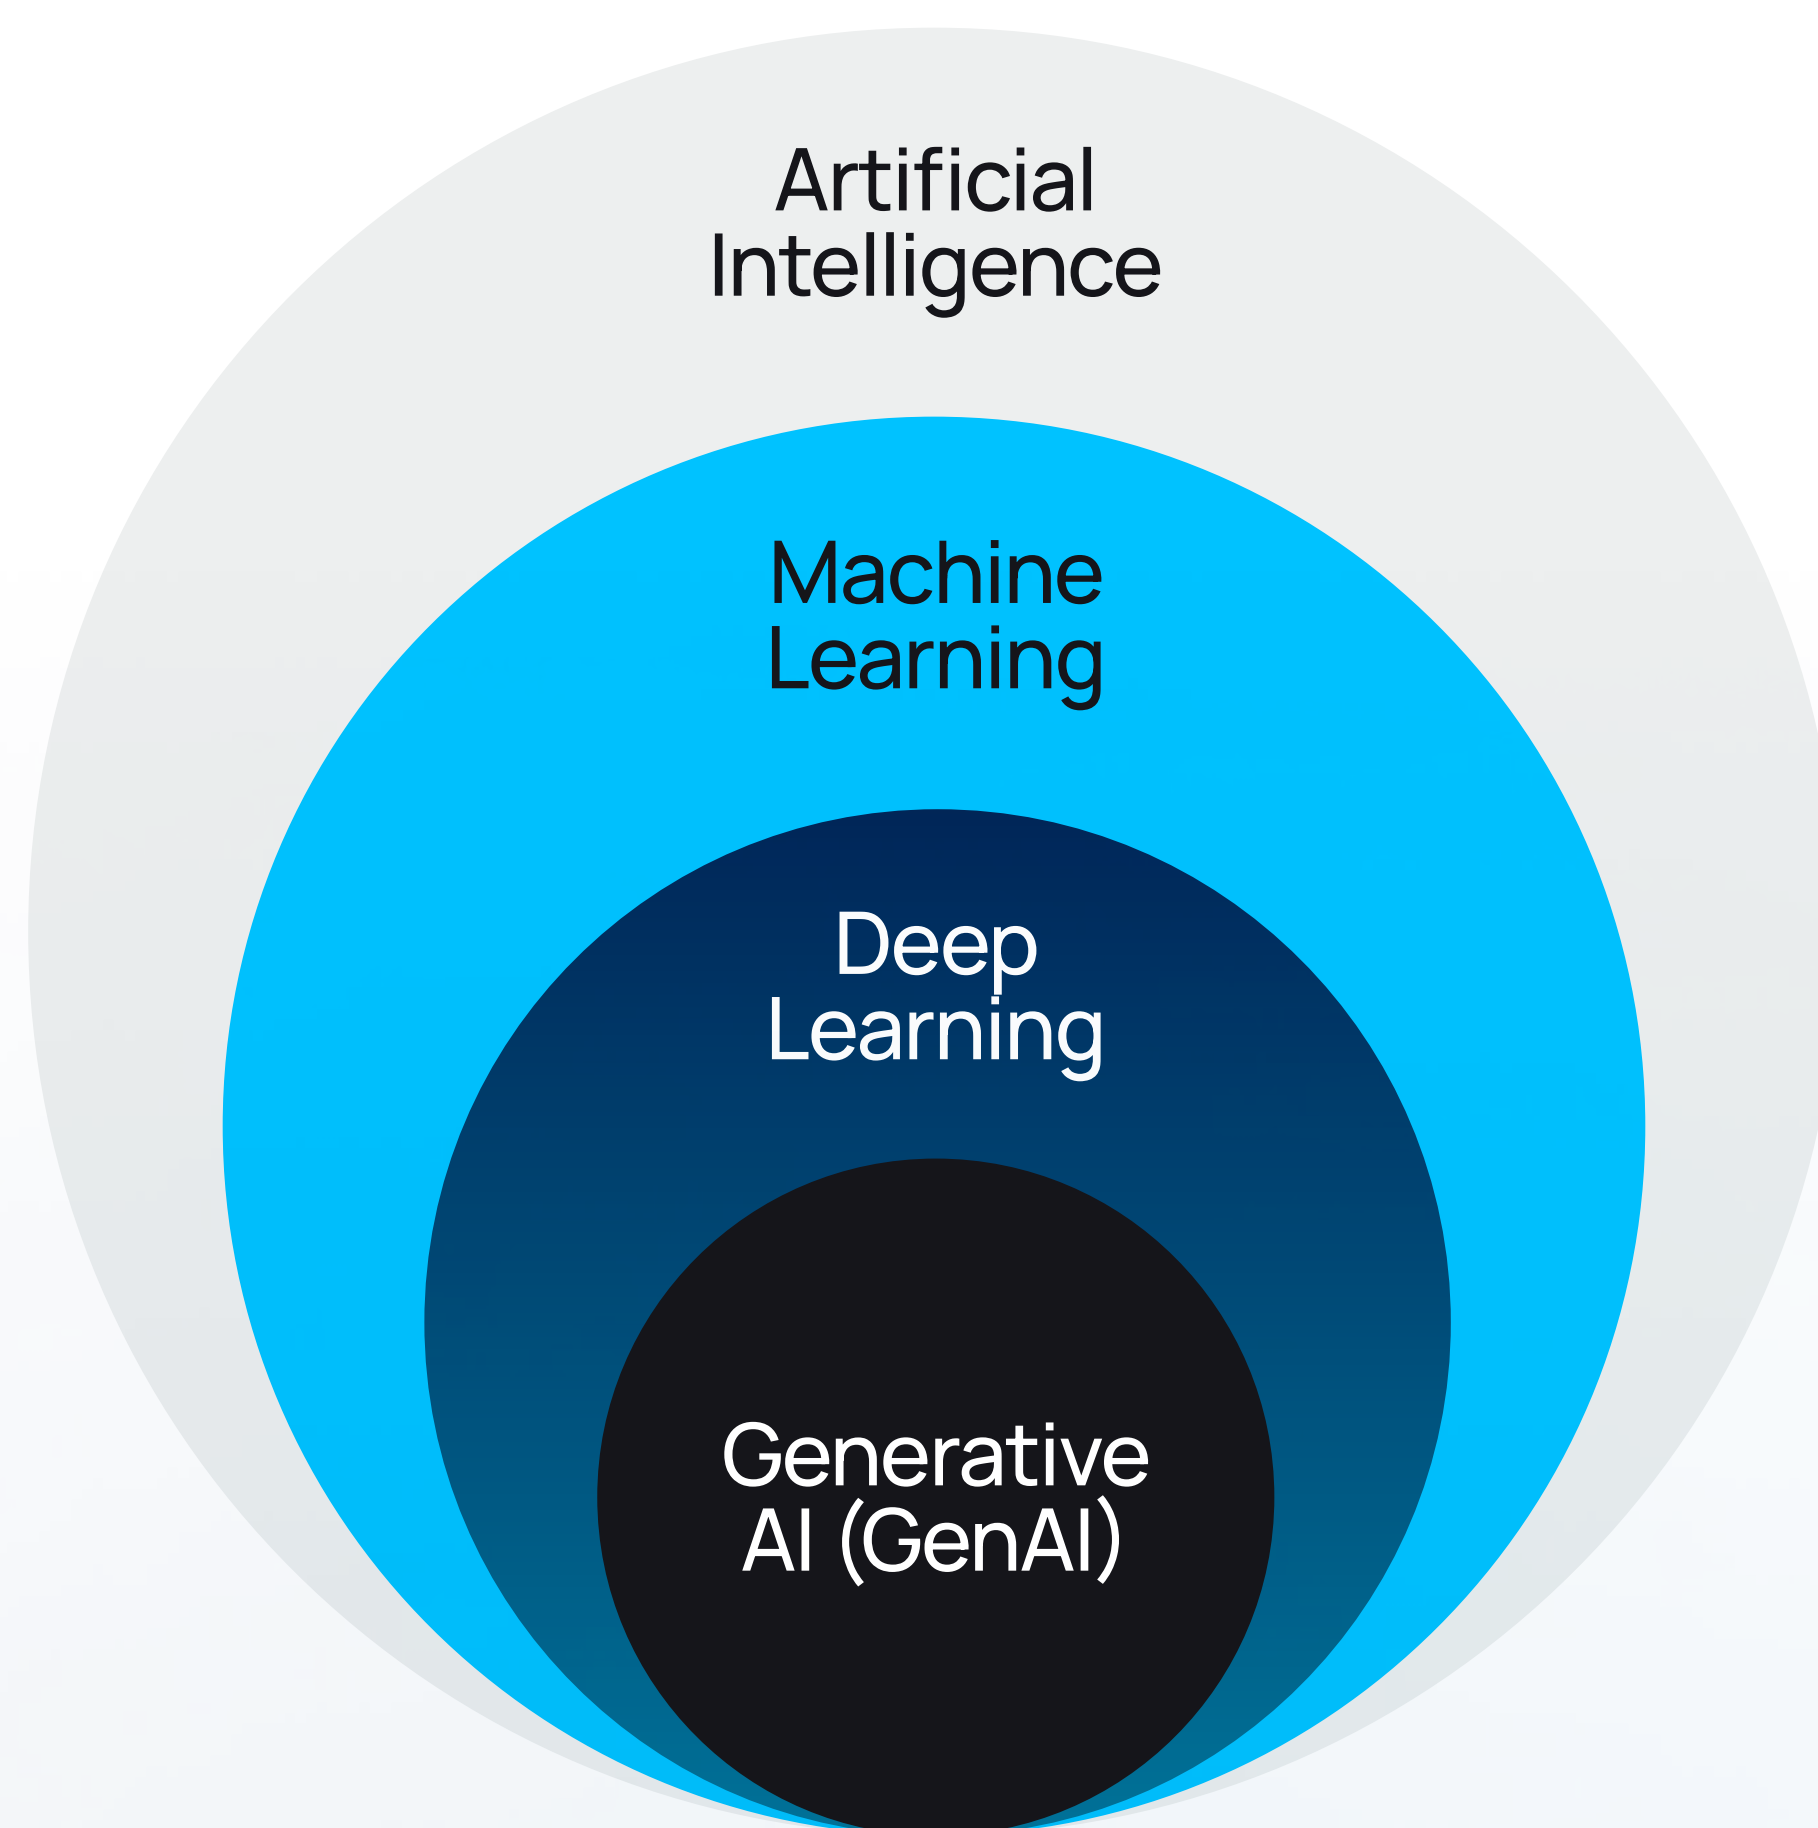 Artificial
Intelligence
Machine
Learning
Deep
Learning
Generative
AI (GenAI)